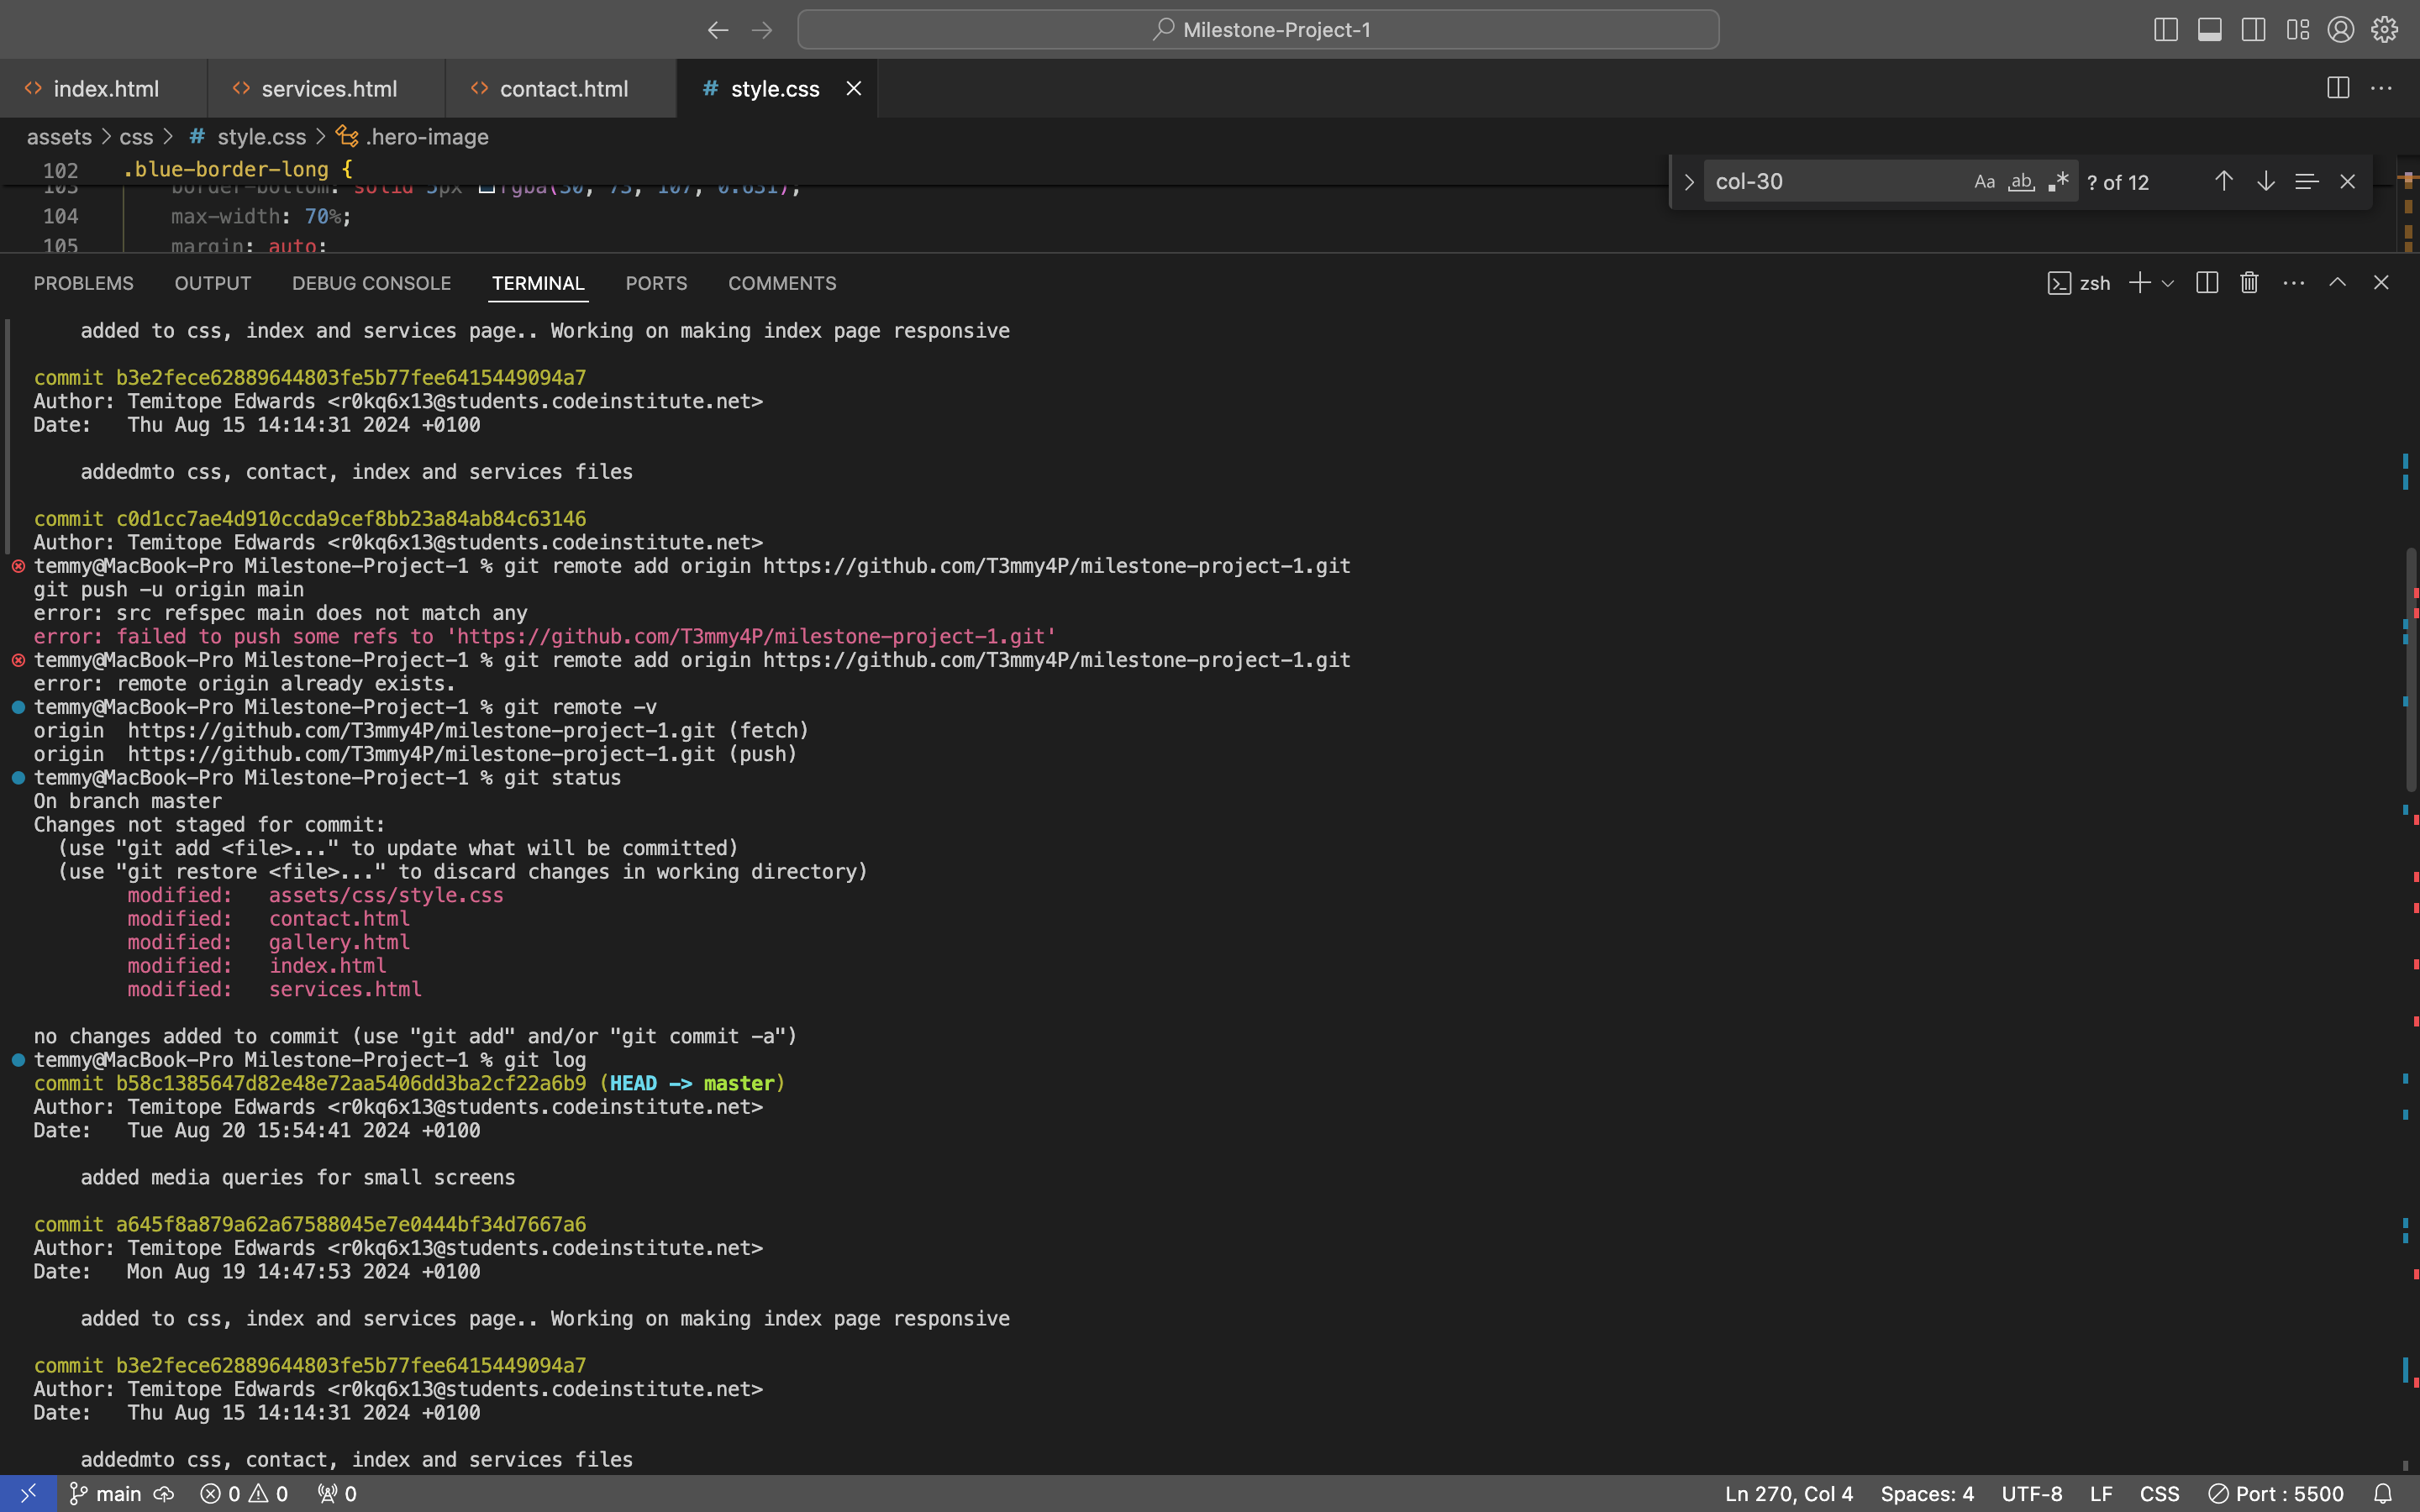 Milestone-Project-1
index.html
services.html
contact.html
# style.css
assets > css > # style.css > .hero-image
102 .blue-border-long {
103 border-bottom: solid 5px rgba(30, 73, 107, 0.631);
104 max-width: 70%;
105 margin: auto;
col-30 Aa ab .* ? of 12
PROBLEMS OUTPUT DEBUG CONSOLE TERMINAL PORTS COMMENTS zsh
added to css, index and services page.. Working on making index page responsive
commit b3e2fece62889644803fe5b77fee6415449094a7
Author: Temitope Edwards <r0kq6x13@students.codeinstitute.net>
Date:   Thu Aug 15 14:14:31 2024 +0100
addedmto css, contact, index and services files
commit c0d1cc7ae4d910ccda9cef8bb23a84ab84c63146
Author: Temitope Edwards <r0kq6x13@students.codeinstitute.net>
temmy@MacBook-Pro Milestone-Project-1 % git remote add origin https://github.com/T3mmy4P/milestone-project-1.git
git push -u origin main
error: src refspec main does not match any
error: failed to push some refs to 'https://github.com/T3mmy4P/milestone-project-1.git'
temmy@MacBook-Pro Milestone-Project-1 % git remote add origin https://github.com/T3mmy4P/milestone-project-1.git
error: remote origin already exists.
temmy@MacBook-Pro Milestone-Project-1 % git remote -v
origin  https://github.com/T3mmy4P/milestone-project-1.git (fetch)
origin  https://github.com/T3mmy4P/milestone-project-1.git (push)
temmy@MacBook-Pro Milestone-Project-1 % git status
On branch master
Changes not staged for commit:
(use "git add <file>..." to update what will be committed)
(use "git restore <file>..." to discard changes in working directory)
modified:   assets/css/style.css
modified:   contact.html
modified:   gallery.html
modified:   index.html
modified:   services.html
no changes added to commit (use "git add" and/or "git commit -a")
temmy@MacBook-Pro Milestone-Project-1 % git log
commit b58c1385647d82e48e72aa5406dd3ba2cf22a6b9 (HEAD -> master)
Author: Temitope Edwards <r0kq6x13@students.codeinstitute.net>
Date:   Tue Aug 20 15:54:41 2024 +0100
added media queries for small screens
commit a645f8a879a62a67588045e7e0444bf34d7667a6
Author: Temitope Edwards <r0kq6x13@students.codeinstitute.net>
Date:   Mon Aug 19 14:47:53 2024 +0100
added to css, index and services page.. Working on making index page responsive
commit b3e2fece62889644803fe5b77fee6415449094a7
Author: Temitope Edwards <r0kq6x13@students.codeinstitute.net>
Date:   Thu Aug 15 14:14:31 2024 +0100
addedmto css, contact, index and services files
main 0 0 0 Ln 270, Col 4 Spaces: 4 UTF-8 LF CSS Port : 5500